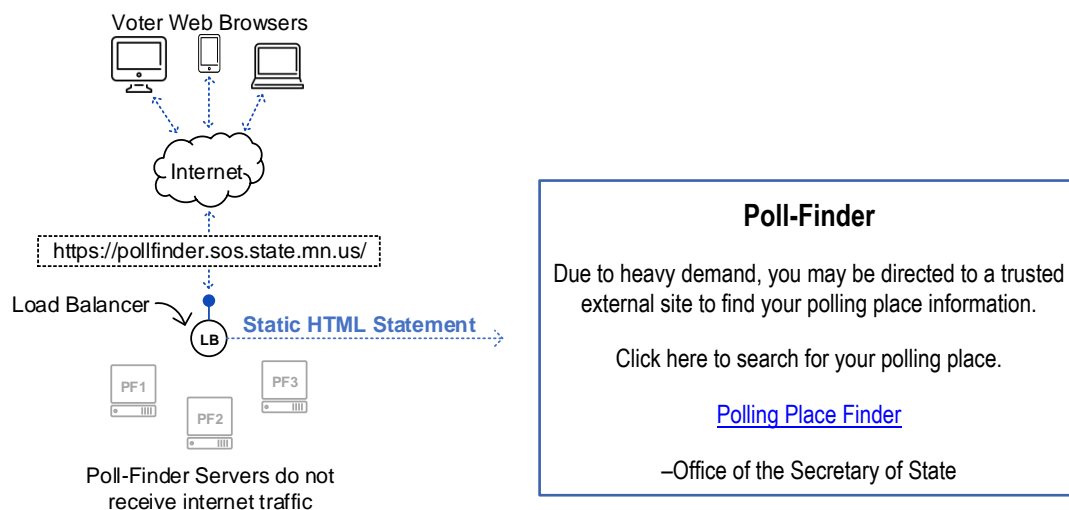 Voter Web Browsers
Internet
https://pollfinder.sos.state.mn.us/
Load Balancer
LB
Static HTML Statement
PF1
PF2
PF3
Poll-Finder Servers do not
receive internet traffic
Poll-Finder
Due to heavy demand, you may be directed to a trusted
external site to find your polling place information.
Click here to search for your polling place.
Polling Place Finder
–Office of the Secretary of State